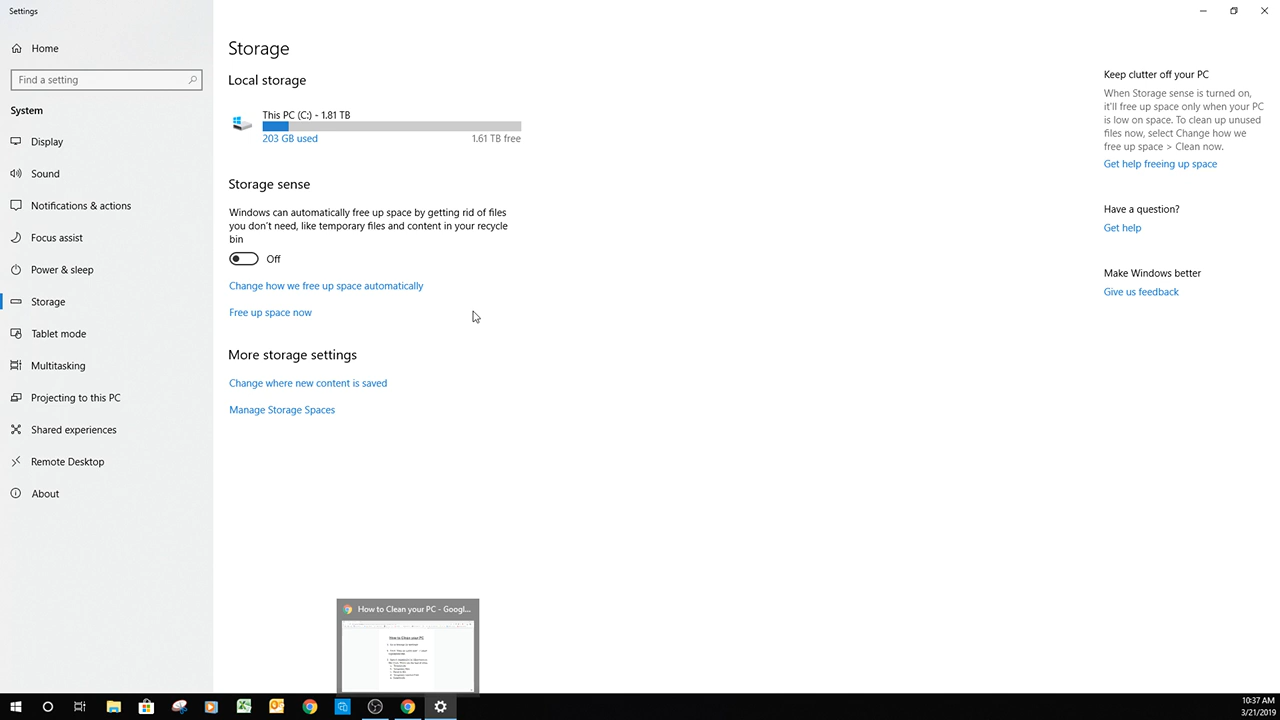 Settings
Home
Find a setting
System
Display
Sound
Notifications & actions
Focus assist
Power & sleep
Storage
Tablet mode
Multitasking
Projecting to this PC
Shared experiences
Remote Desktop
About
Storage
Local storage
This PC (C:) - 1.81 TB
203 GB used
1.61 TB free
Storage sense
Windows can automatically free up space by getting rid of files
you don't need, like temporary files and content in your recycle
bin
Off
Change how we free up space automatically
Free up space now
More storage settings
Change where new content is saved
Manage Storage Spaces
Keep clutter off your PC
When Storage sense is turned on,
it'll free up space only when your PC
is low on space. To clean up unused
files now, select Change how we
free up space > Clean now.
Get help freeing up space
Have a question?
Get help
Make Windows better
Give us feedback
How to Clean your PC - Googl...
How to Clean your PC
10:37 AM
3/21/2019